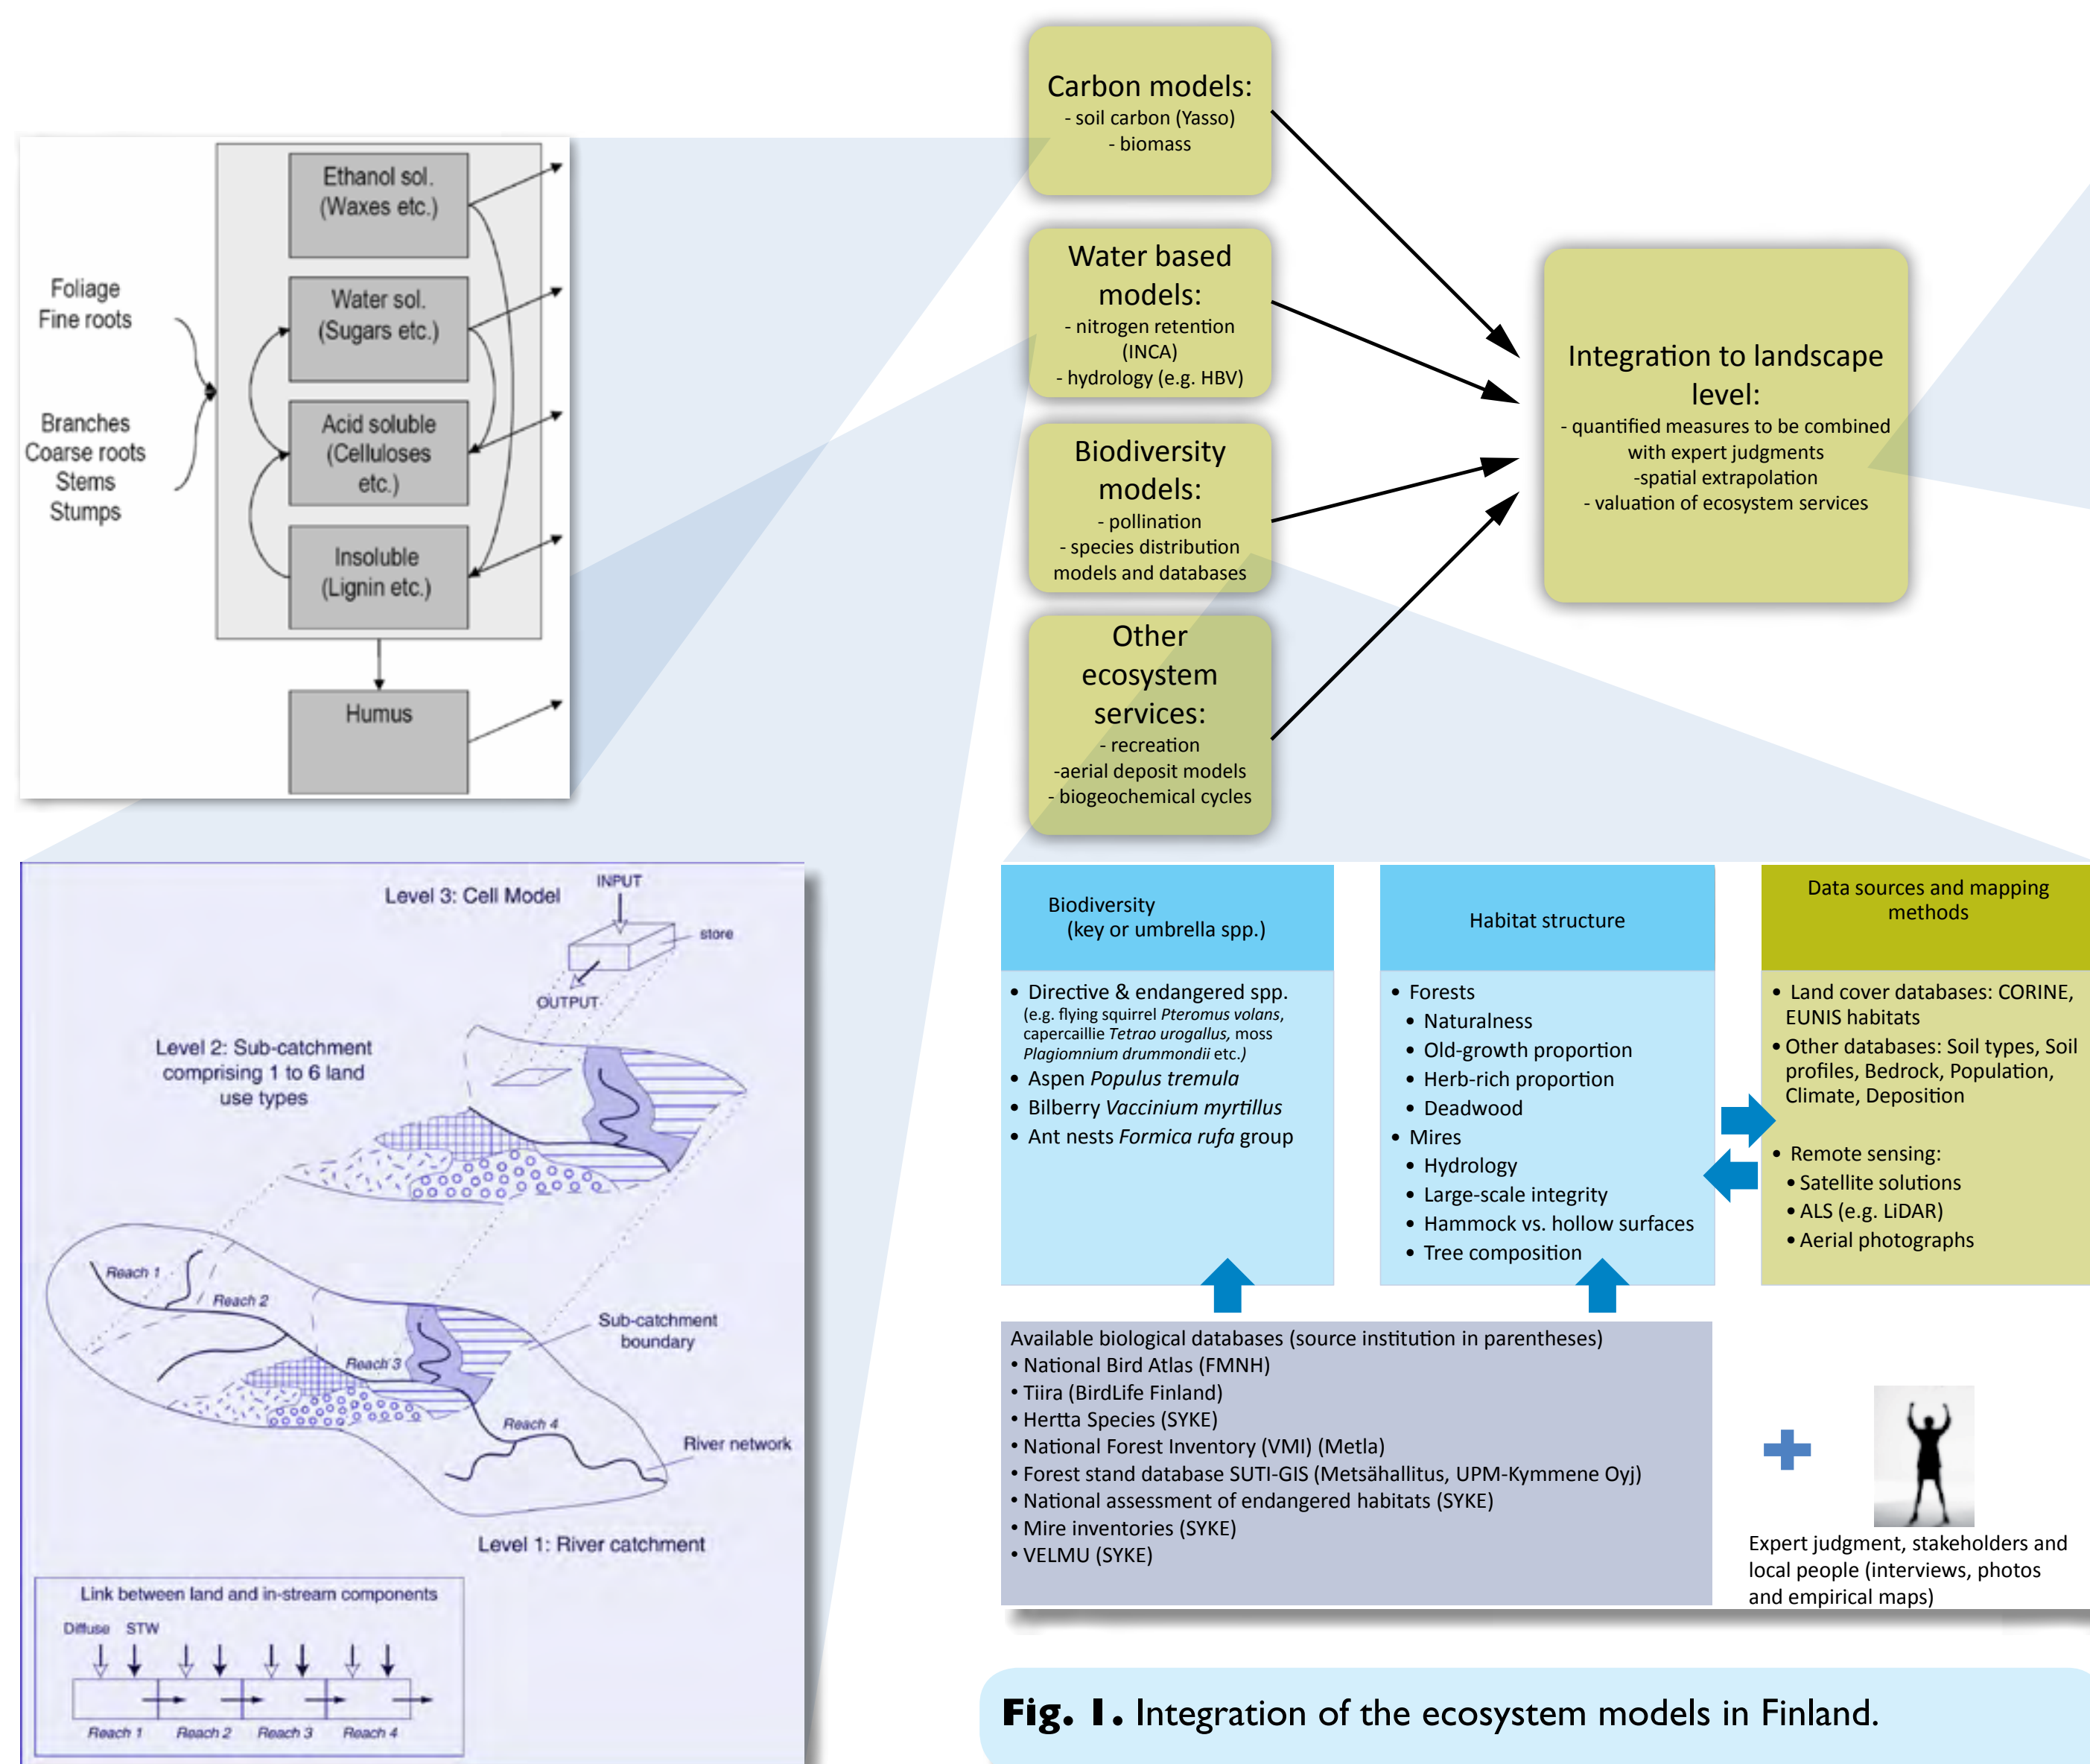 Carbon models:
- soil carbon (Yasso)
- biomass
Water based
models:
- nitrogen retention
(INCA)
- hydrology (e.g. HBV)
Biodiversity
models:
- pollination
- species distribution
models and databases
Other
ecosystem
services:
- recreation
-aerial deposit models
- biogeochemical cycles
Integration to landscape
level:
- quantified measures to be combined
with expert judgments
-spatial extrapolation
- valuation of ecosystem services
Foliage
Fine roots
Branches
Coarse roots
Stems
Stumps
Ethanol sol.
(Waxes etc.)
Water sol.
(Sugars etc.)
Acid soluble
(Celluloses
etc.)
Insoluble
(Lignin etc.)
Humus
Level 3: Cell Model
INPUT
store
OUTPUT
Level 2: Sub-catchment
comprising 1 to 6 land
use types
Reach 1
Reach 2
Reach 3
Sub-catchment
boundary
Reach 4
River network
Level 1: River catchment
Link between land and in-stream components
Diffuse STW
Reach 1 Reach 2 Reach 3 Reach 4
Biodiversity
(key or umbrella spp.)
• Directive & endangered spp.
(e.g. flying squirrel Pteromus volans,
capercaillie Tetrao urogallus, moss
Plagiomnium drummondii etc.)
• Aspen Populus tremula
• Bilberry Vaccinium myrtillus
• Ant nests Formica rufa group
Habitat structure
• Forests
• Naturalness
• Old-growth proportion
• Herb-rich proportion
• Deadwood
• Mires
• Hydrology
• Large-scale integrity
• Hammock vs. hollow surfaces
• Tree composition
Data sources and mapping
methods
• Land cover databases: CORINE,
EUNIS habitats
• Other databases: Soil types, Soil
profiles, Bedrock, Population,
Climate, Deposition
• Remote sensing:
• Satellite solutions
• ALS (e.g. LiDAR)
• Aerial photographs
Available biological databases (source institution in parentheses)
• National Bird Atlas (FMNH)
• Tiira (BirdLife Finland)
• Hertta Species (SYKE)
• National Forest Inventory (VMI) (Metla)
• Forest stand database SUTI-GIS (Metsähallitus, UPM-Kymmene Oyj)
• National assessment of endangered habitats (SYKE)
• Mire inventories (SYKE)
• VELMU (SYKE)
Expert judgment, stakeholders and
local people (interviews, photos
and empirical maps)
Fig. 1. Integration of the ecosystem models in Finland.